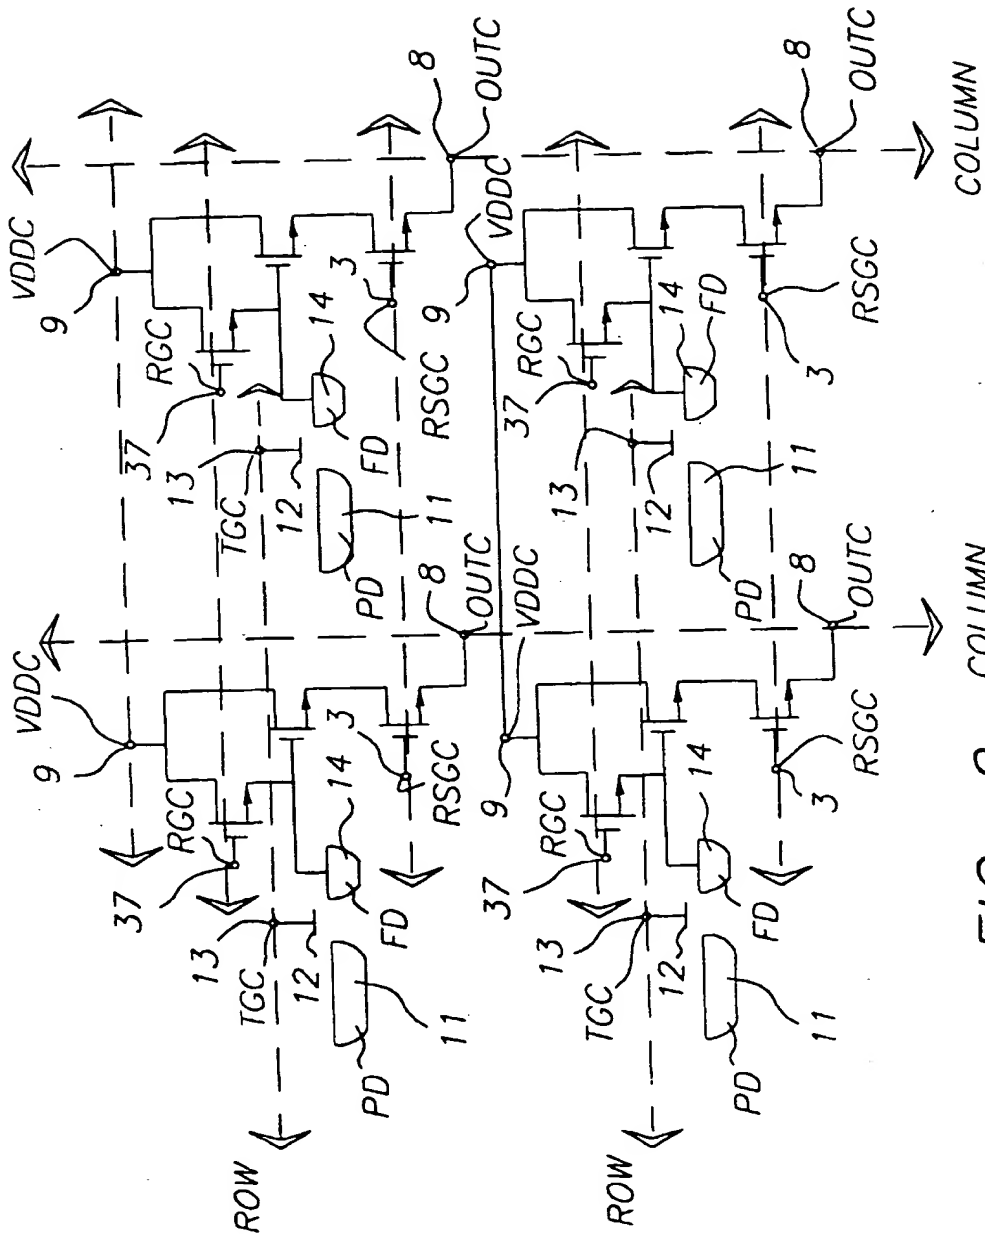 VDDC
9
37
RGC
13
TGC
12
14
FD
PD
11
3
RSGC
8
OUTC
VDDC
9
37
RGC
13
TGC
12
14
FD
PD
11
3
RSGC
8
OUTC
ROW
VDDC
9
37
RGC
13
TGC
12
14
FD
PD
11
3
RSGC
8
OUTC
VDDC
9
37
RGC
13
12
14
FD
PD
11
3
RSGC
8
OUTC
ROW
COLUMN
COLUMN